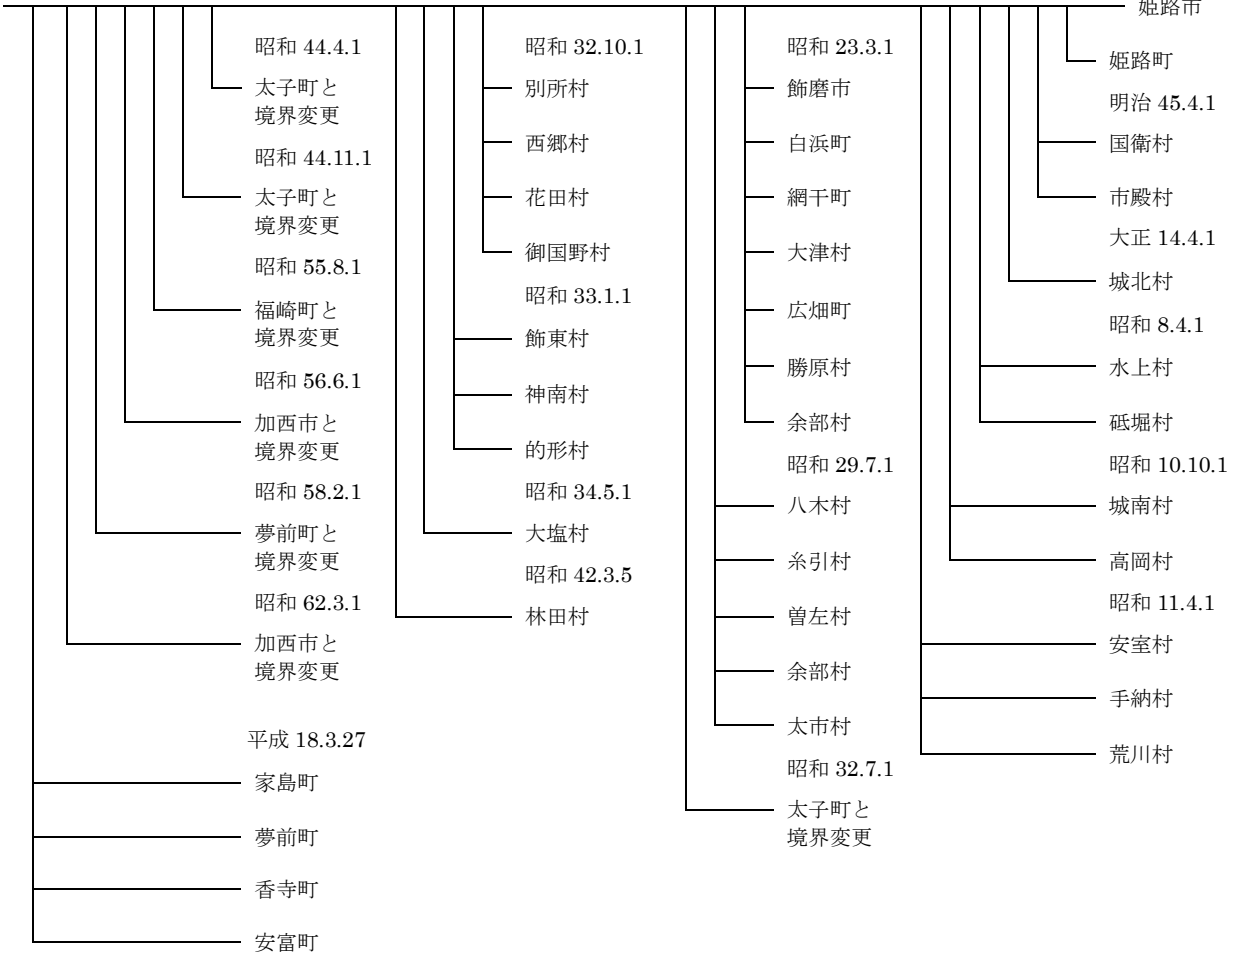 姫路市
姫路町
明治 45.4.1
国衛村
市殿村
大正 14.4.1
城北村
昭和 8.4.1
水上村
砥堀村
昭和 10.10.1
城南村
高岡村
昭和 11.4.1
安室村
手納村
荒川村
昭和 23.3.1
飾磨市
白浜町
網干町
大津村
広畑町
勝原村
余部村
昭和 29.7.1
八木村
糸引村
曽左村
余部村
太市村
昭和 32.7.1
太子町と
境界変更
昭和 32.10.1
別所村
西郷村
花田村
御国野村
昭和 33.1.1
飾東村
神南村
的形村
昭和 34.5.1
大塩村
昭和 42.3.5
林田村
昭和 44.4.1
太子町と
境界変更
昭和 44.11.1
太子町と
境界変更
昭和 55.8.1
福崎町と
境界変更
昭和 56.6.1
加西市と
境界変更
昭和 58.2.1
夢前町と
境界変更
昭和 62.3.1
加西市と
境界変更
平成 18.3.27
家島町
夢前町
香寺町
安富町